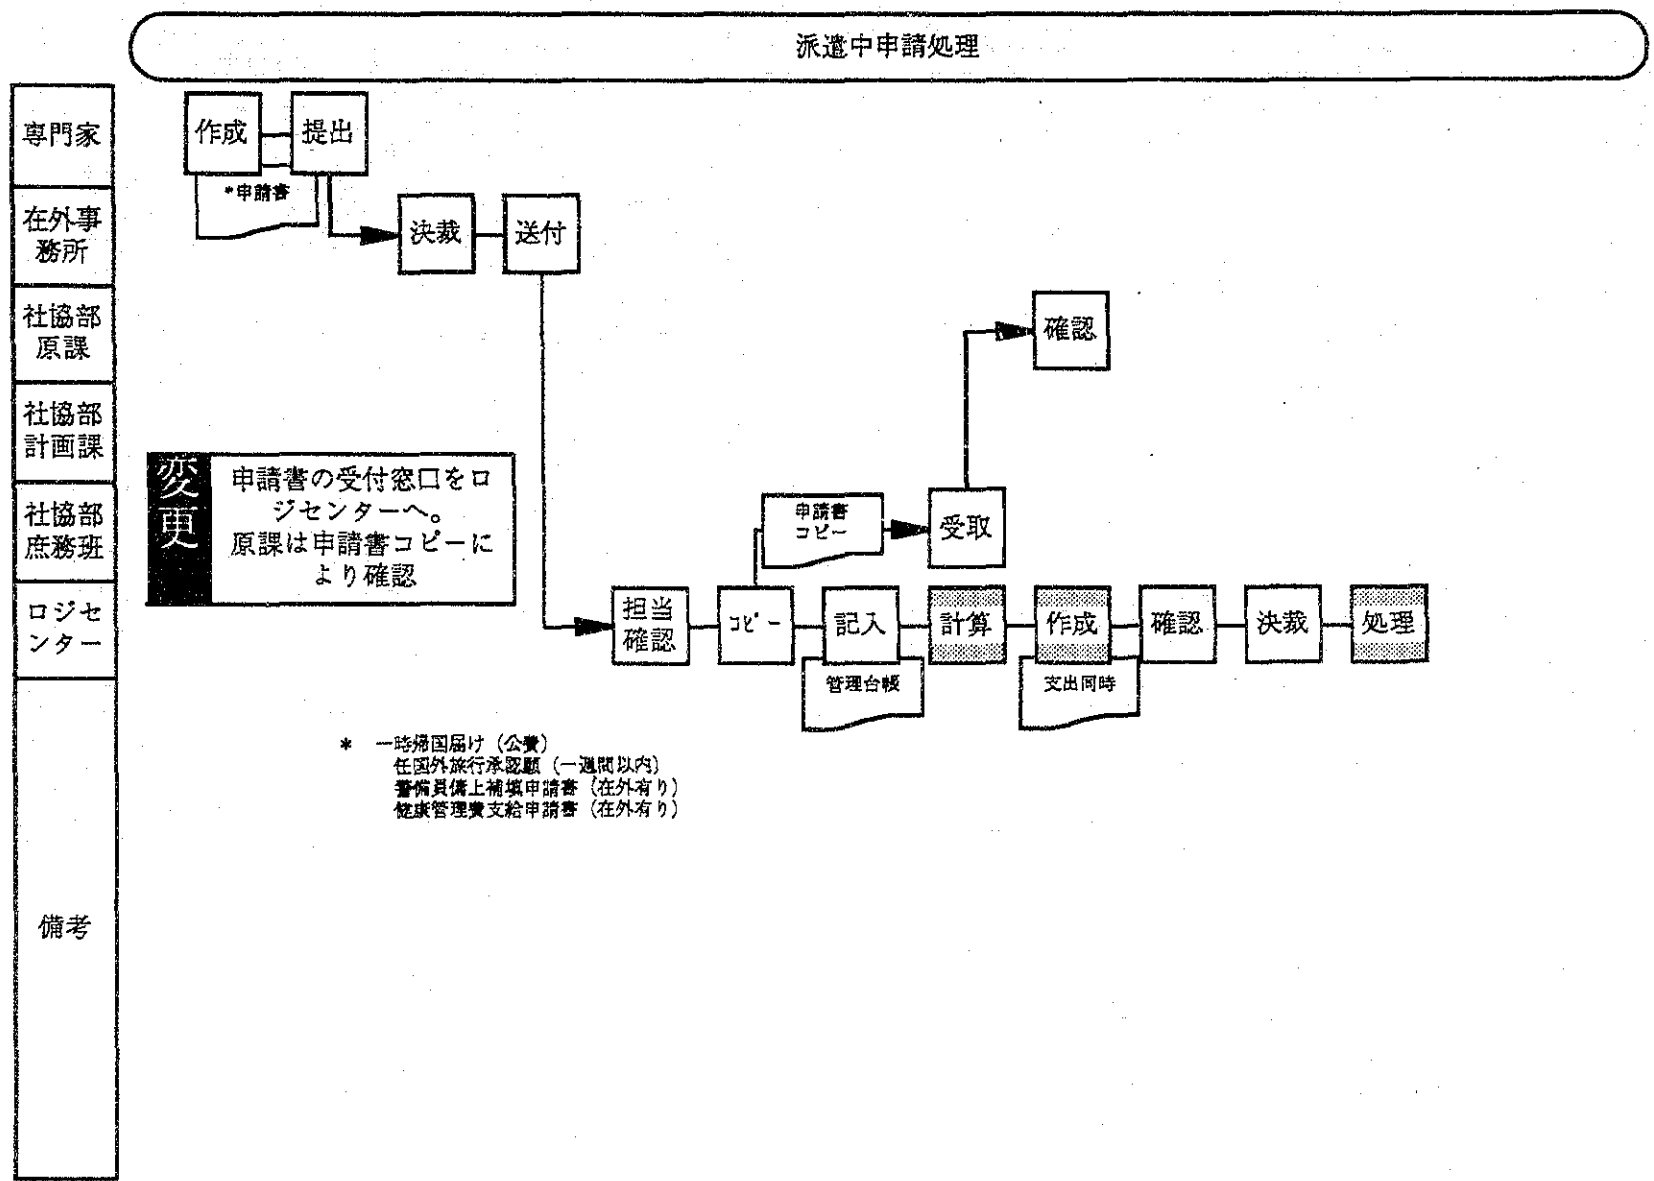 派遣中申請処理
専門家
作成
提出
*申請書
在外事
務所
決裁
送付
社協部
原課
確認
社協部
計画課
変更
申請書の受付窓口をロ
ジセンターへ。
原課は申請書コピーに
より確認
社協部
庶務班
申請書
コピー
受取
ロジセ
ンター
担当
確認
コピー
記入
計算
作成
確認
決裁
処理
管理台帳
支出同時
備考
* 一時帰国届け（公費）
任国外旅行承認願（一週間以内）
警備員傭上補填申請書（在外有り）
健康管理費支給申請書（在外有り）